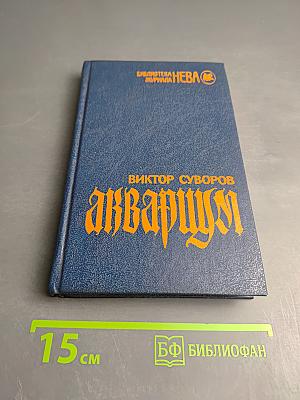 БИБЛИОТЕКА
ЖУРНАЛА НЕВА
ВИКТОР СУВОРОВ
аквариум
15 см
БФ БИБЛИОФАН